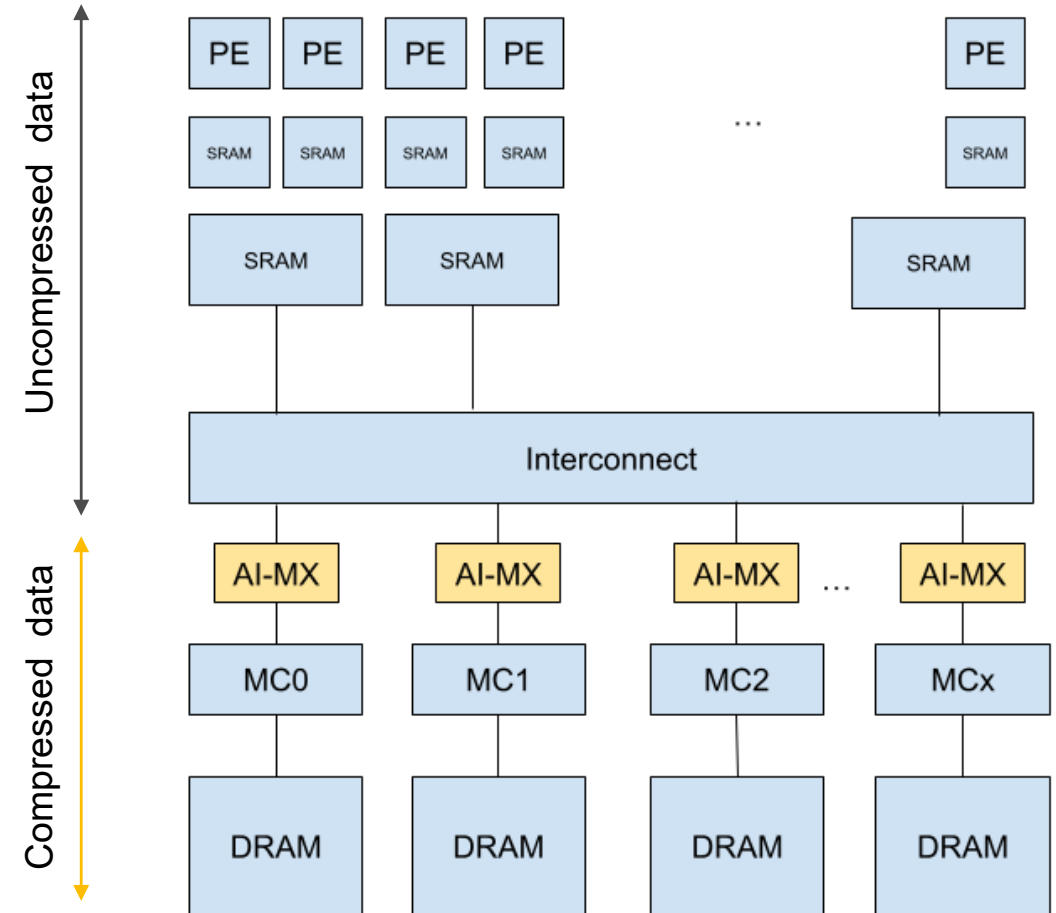 Uncompressed data
PE PE PE PE PE
...
SRAM SRAM SRAM SRAM SRAM
SRAM SRAM SRAM
Interconnect
Compressed data
AI-MX AI-MX AI-MX ... AI-MX
MC0 MC1 MC2 MCx
DRAM DRAM DRAM DRAM